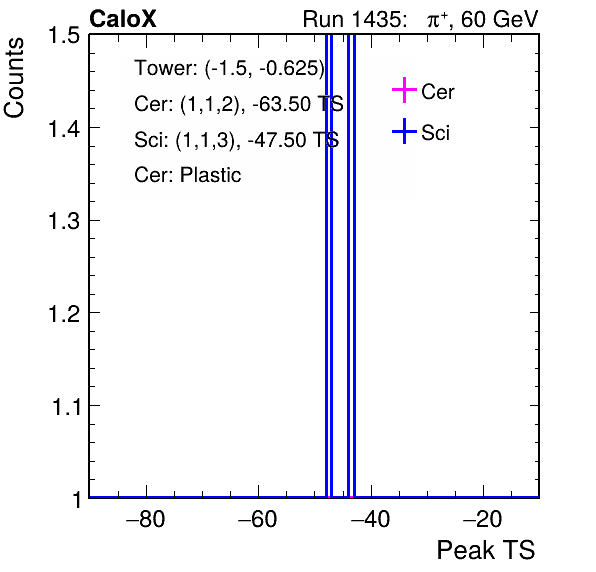 CaloX Run 1435: π⁺, 60 GeV
Counts
1.5
1.4
1.3
1.2
1.1
1
Tower: (-1.5, -0.625)
Cer: (1,1,2), -63.50 TS
Sci: (1,1,3), -47.50 TS
Cer: Plastic
Cer
Sci
−80 −60 −40 −20
Peak TS